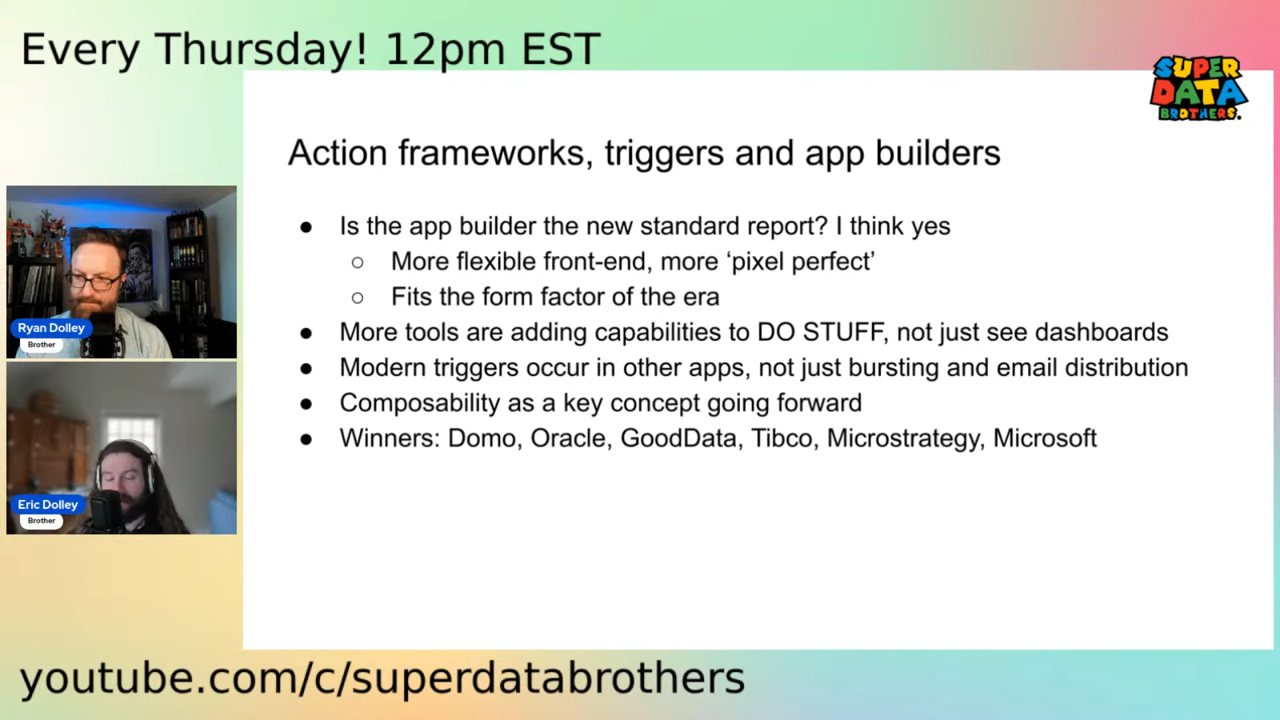 Every Thursday! 12pm EST
SUPER
DATA
BROTHERS.
Action frameworks, triggers and app builders
● Is the app builder the new standard report? I think yes
○ More flexible front-end, more ‘pixel perfect’
○ Fits the form factor of the era
● More tools are adding capabilities to DO STUFF, not just see dashboards
● Modern triggers occur in other apps, not just bursting and email distribution
● Composability as a key concept going forward
● Winners: Domo, Oracle, GoodData, Tibco, Microstrategy, Microsoft
Ryan Dolley
Brother
Eric Dolley
Brother
youtube.com/c/superdatabrothers